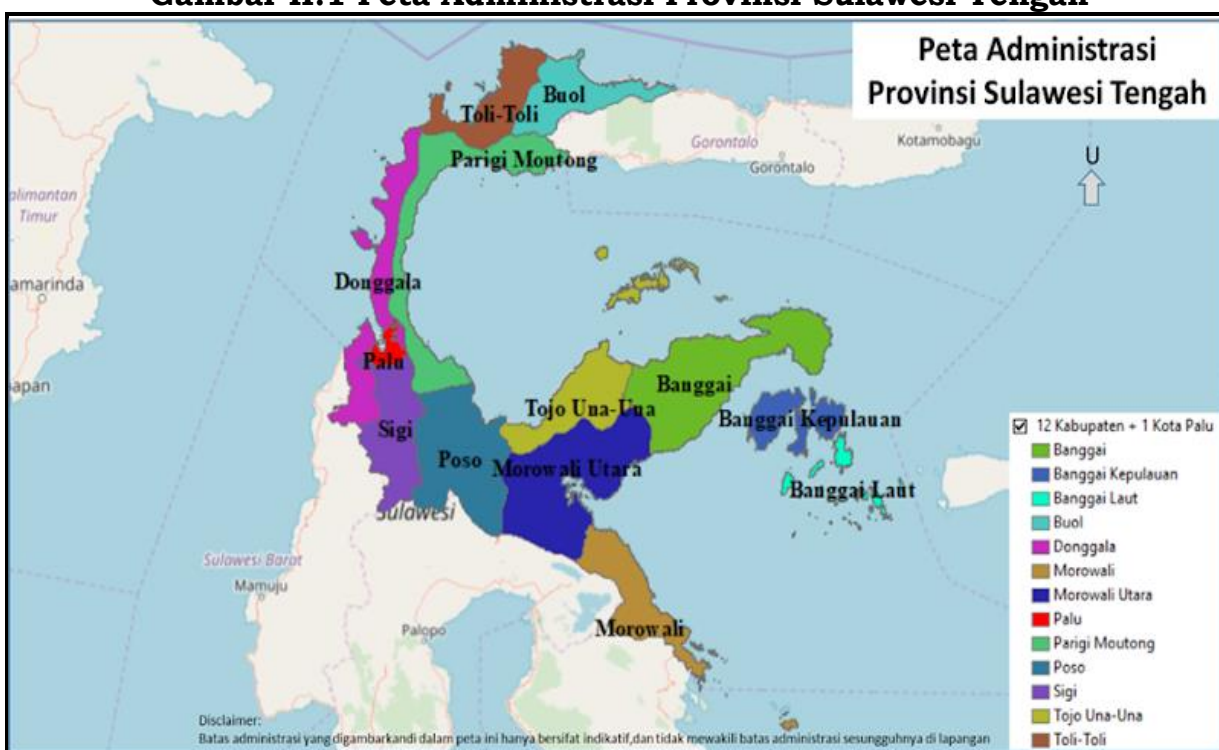 Gambar II.1 Peta Administrasi Provinsi Sulawesi Tengah
Peta Administrasi
Provinsi Sulawesi Tengah
U
Buol
Toli-Toli
Parigi Moutong
Gorontalo
Gorontalo
Kotamobagu
alimantan
Timur
amarinda
apan
Donggala
Palu
Sigi
Poso
Tojo Una-Una
Banggai
Banggai Kepulauan
Morowali Utara
Banggai Laut
Sulawesi
Sulawesi Barat
Mamuju
Palopo
Morowali
12 Kabupaten + 1 Kota Palu
Banggai
Banggai Kepulauan
Banggai Laut
Buol
Donggala
Morowali
Morowali Utara
Palu
Parigi Moutong
Poso
Sigi
Tojo Una-Una
Toli-Toli
Disclaimer:
Batas administrasi yang digambarkandi dalam peta ini hanya bersifat indikatif,dan tidak mewakili batas administrasi sesungguhnya di lapangan